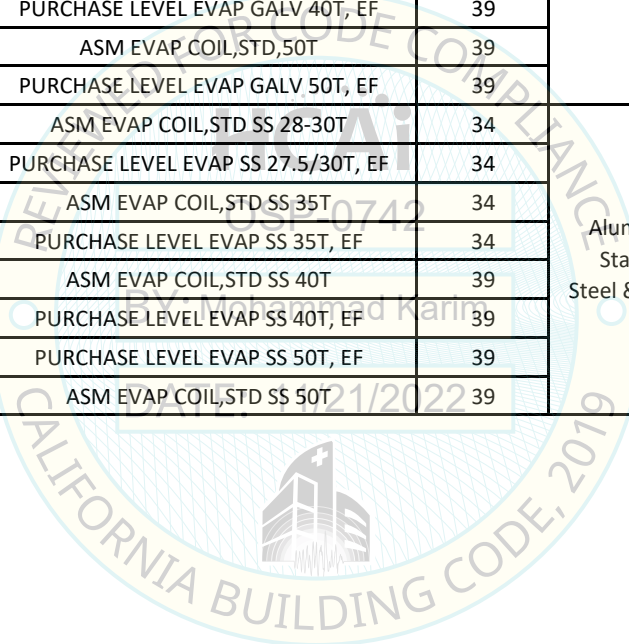 PURCHASE LEVEL EVAP GALV 40T, EF 39
ASM EVAP COIL,STD,50T 39
PURCHASE LEVEL EVAP GALV 50T, EF 39
ASM EVAP COIL,STD SS 28-30T 34
PURCHASE LEVEL EVAP SS 27.5/30T, EF 34
ASM EVAP COIL,STD SS 35T 34
PURCHASE LEVEL EVAP SS 35T, EF 34
ASM EVAP COIL,STD SS 40T 39
PURCHASE LEVEL EVAP SS 40T, EF 39
PURCHASE LEVEL EVAP SS 50T, EF 39
ASM EVAP COIL,STD SS 50T 39
Steel &
REVIEWED FOR CODE COMPLIANCE
HCAi
OSP-0742
BY: Mohammad Karim
DATE: 11/21/2022
CALIFORNIA BUILDING CODE, 2019